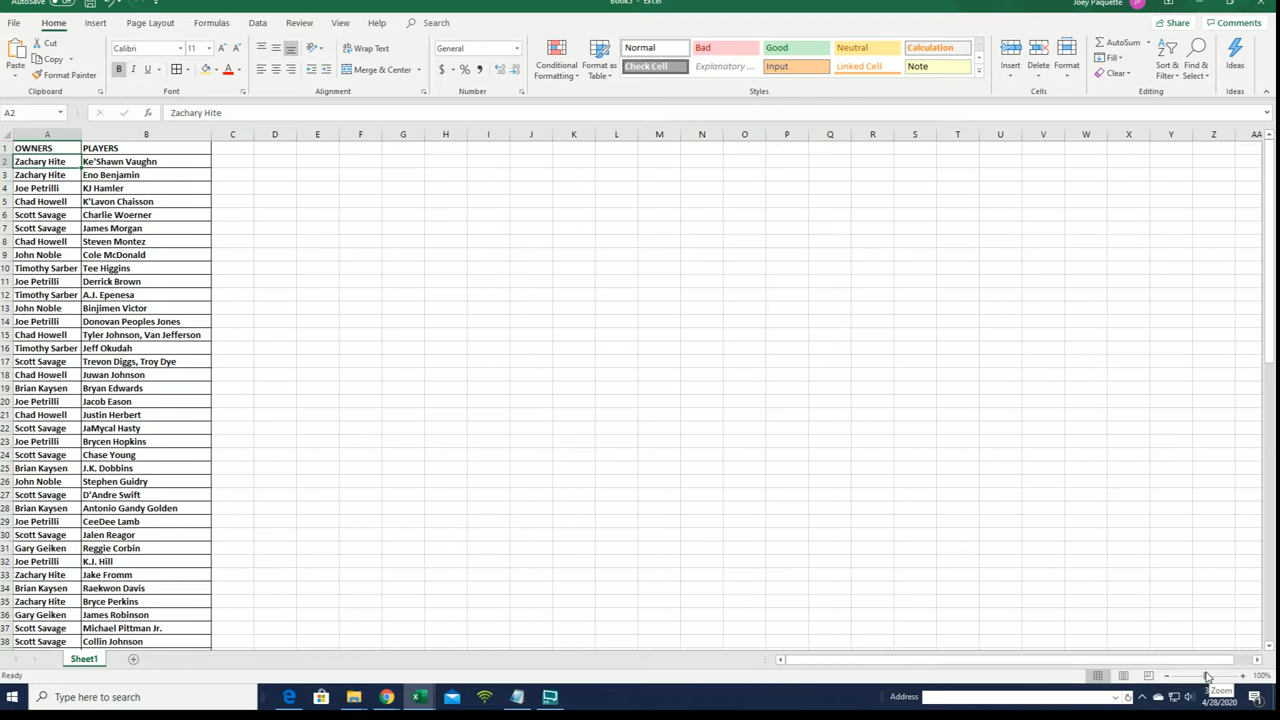 AutoSave Off Book5 - Excel Joey Paquette JP
File Home Insert Page Layout Formulas Data Review View Help Search Share Comments
Cut Calibri 11 Wrap Text General Normal Bad Good Neutral Calculation AutoSum
Copy Fill
Paste Format Painter B I U Merge & Center $ % , Conditional Formatting Format as Table Check Cell Explanatory ... Input Linked Cell Note Insert Delete Format Clear Sort & Filter Find & Select Ideas
Clipboard Font Alignment Number Styles Cells Editing Ideas
A2 fx Zachary Hite
A B C D E F G H I J K L M N O P Q R S T U V W X Y Z AA
1 OWNERS PLAYERS
2 Zachary Hite Ke'Shawn Vaughn
3 Zachary Hite Eno Benjamin
4 Joe Petrilli KJ Hamler
5 Chad Howell K'Lavon Chaisson
6 Scott Savage Charlie Woerner
7 Scott Savage James Morgan
8 Chad Howell Steven Montez
9 John Noble Cole McDonald
10 Timothy Sarber Tee Higgins
11 Joe Petrilli Derrick Brown
12 Timothy Sarber A.J. Epenesa
13 John Noble Binjimen Victor
14 Joe Petrilli Donovan Peoples Jones
15 Chad Howell Tyler Johnson, Van Jefferson
16 Timothy Sarber Jeff Okudah
17 Scott Savage Trevon Diggs, Troy Dye
18 Chad Howell Juwan Johnson
19 Brian Kaysen Bryan Edwards
20 Joe Petrilli Jacob Eason
21 Chad Howell Justin Herbert
22 Scott Savage JaMycal Hasty
23 Joe Petrilli Brycen Hopkins
24 Scott Savage Chase Young
25 Brian Kaysen J.K. Dobbins
26 John Noble Stephen Guidry
27 Scott Savage D'Andre Swift
28 Brian Kaysen Antonio Gandy Golden
29 Joe Petrilli CeeDee Lamb
30 Scott Savage Jalen Reagor
31 Gary Geiken Reggie Corbin
32 Joe Petrilli K.J. Hill
33 Zachary Hite Jake Fromm
34 Brian Kaysen Raekwon Davis
35 Zachary Hite Bryce Perkins
36 Gary Geiken James Robinson
37 Scott Savage Michael Pittman Jr.
38 Scott Savage Collin Johnson
Sheet1
Ready 100%
Zoom
Type here to search Address
4/28/2020